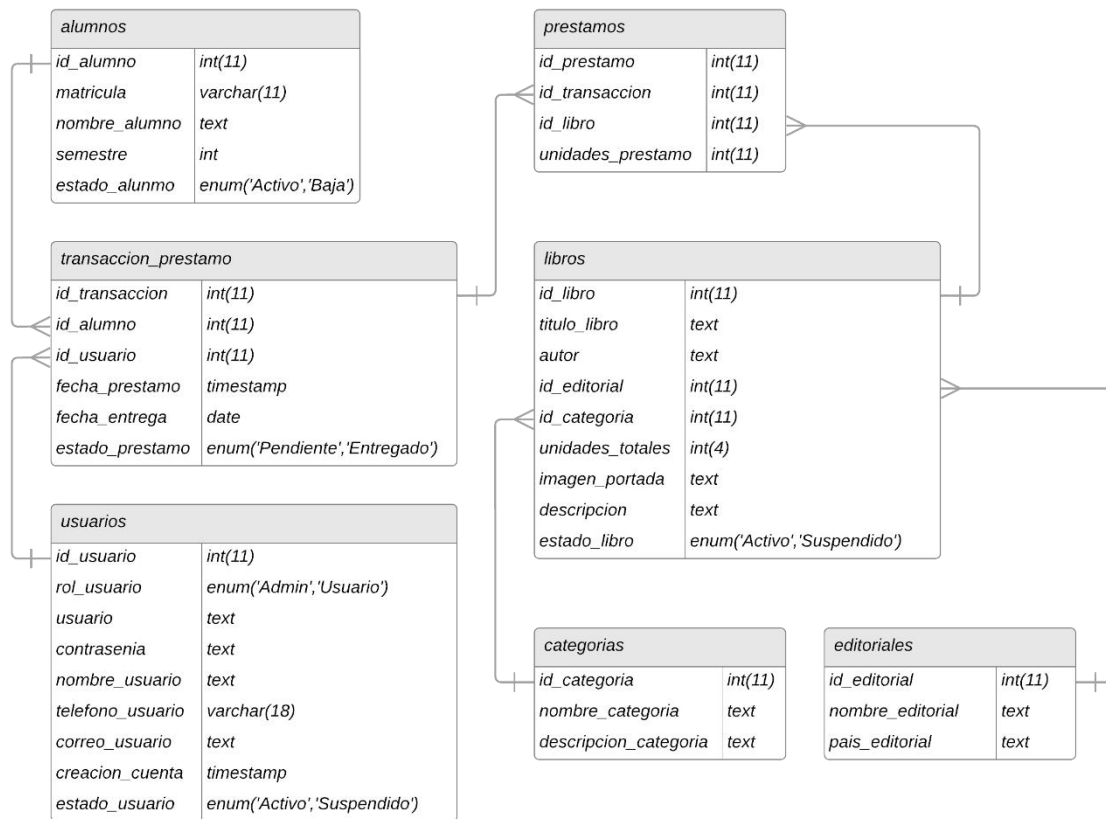 alumnos
id_alumno int(11)
matricula varchar(11)
nombre_alumno text
semestre int
estado_alunmo enum('Activo','Baja')
transaccion_prestamo
id_transaccion int(11)
id_alumno int(11)
id_usuario int(11)
fecha_prestamo timestamp
fecha_entrega date
estado_prestamo enum('Pendiente','Entregado')
usuarios
id_usuario int(11)
rol_usuario enum('Admin','Usuario')
usuario text
contrasenia text
nombre_usuario text
telefono_usuario varchar(18)
correo_usuario text
creacion_cuenta timestamp
estado_usuario enum('Activo','Suspendido')
prestamos
id_prestamo int(11)
id_transaccion int(11)
id_libro int(11)
unidades_prestamo int(11)
libros
id_libro int(11)
titulo_libro text
autor text
id_editorial int(11)
id_categoria int(11)
unidades_totales int(4)
imagen_portada text
descripcion text
estado_libro enum('Activo','Suspendido')
categorias
id_categoria int(11)
nombre_categoria text
descripcion_categoria text
editoriales
id_editorial int(11)
nombre_editorial text
pais_editorial text